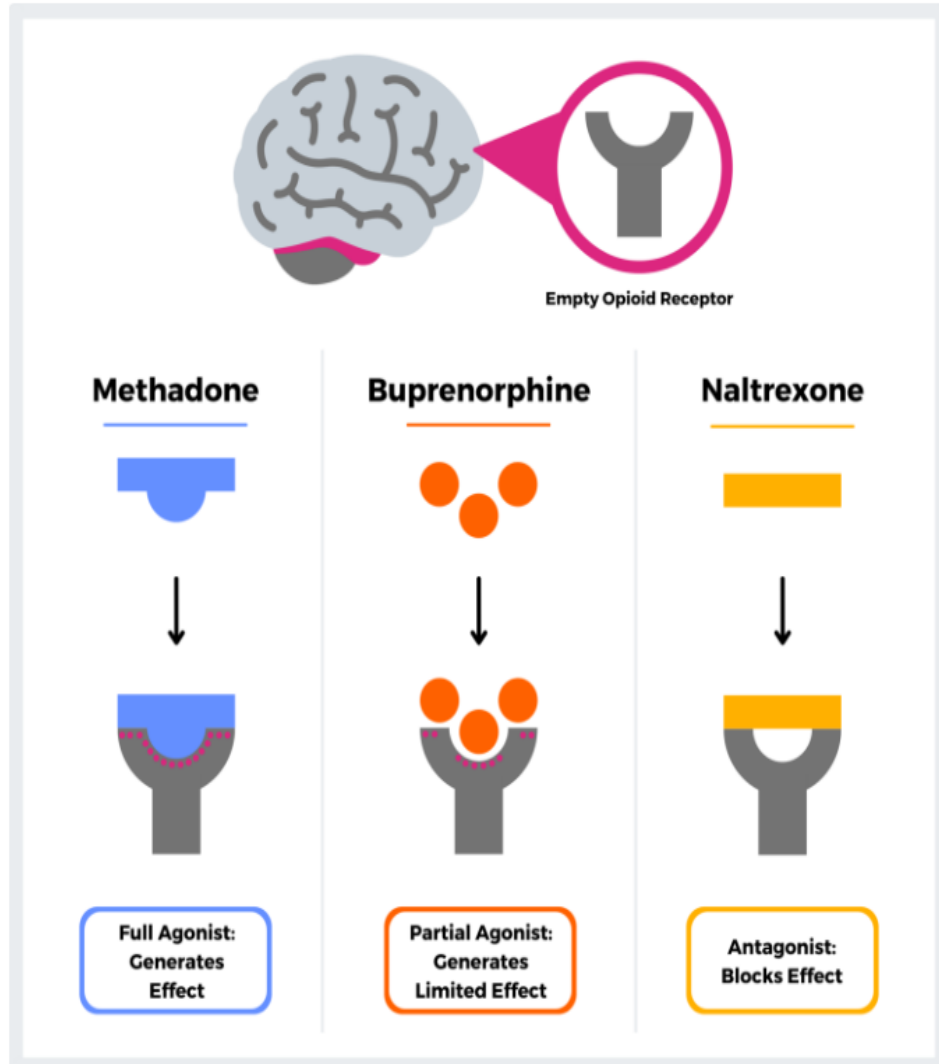 Empty Opioid Receptor
Methadone
Buprenorphine
Naltrexone
Full Agonist:
Generates
Effect
Partial Agonist:
Generates
Limited Effect
Antagonist:
Blocks Effect